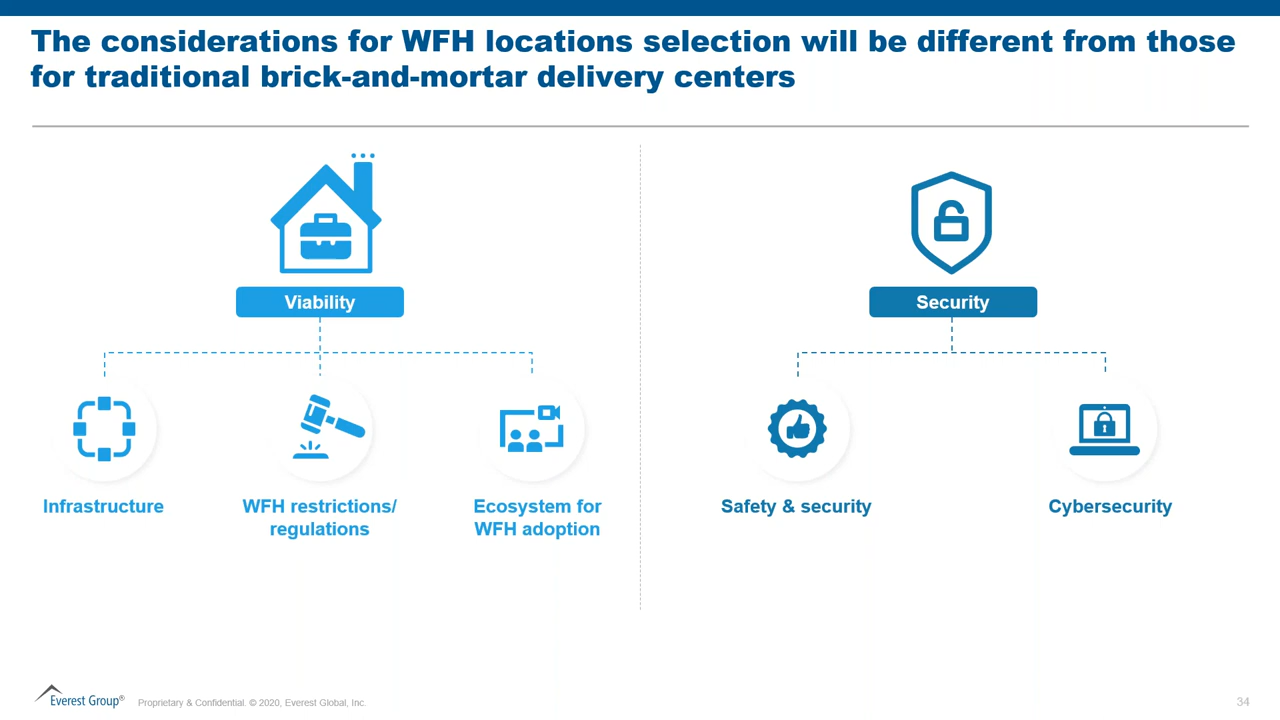 The considerations for WFH locations selection will be different from those
for traditional brick-and-mortar delivery centers
Viability
Security
Infrastructure
WFH restrictions/
regulations
Ecosystem for
WFH adoption
Safety & security
Cybersecurity
Everest Group®
Proprietary & Confidential. © 2020, Everest Global, Inc.
34